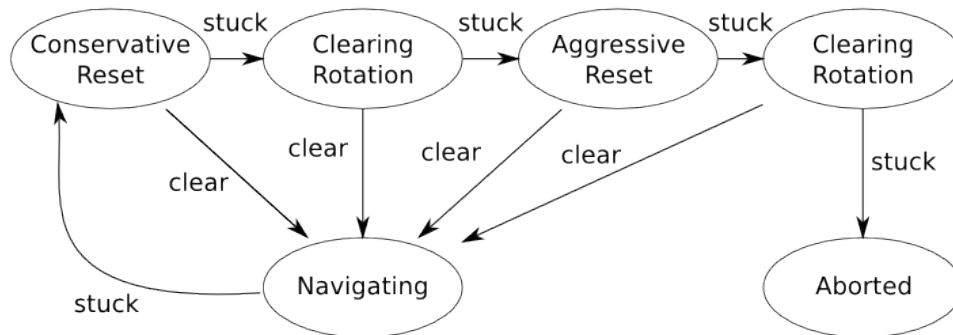 stuck
stuck
stuck
Conservative
Reset
Clearing
Rotation
Aggressive
Reset
Clearing
Rotation
clear
clear
clear
clear
stuck
Navigating
Aborted
stuck